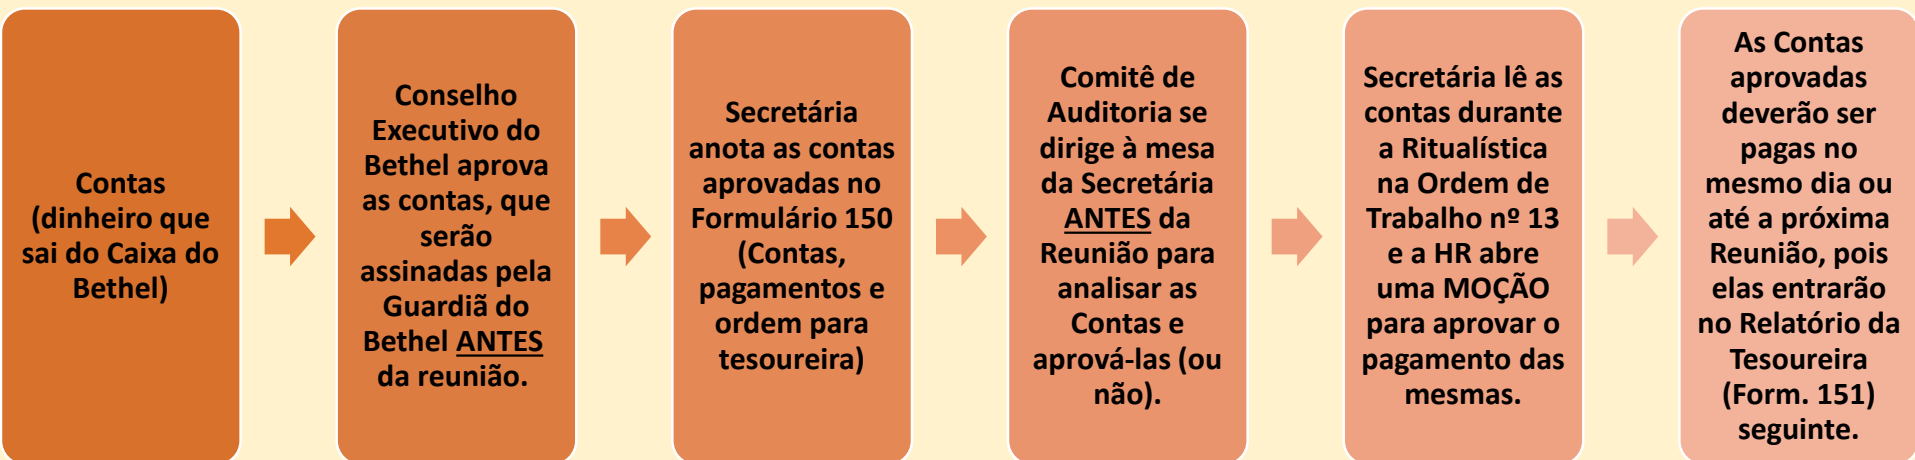 Contas
(dinheiro que
sai do Caixa do
Bethel)
Conselho
Executivo do
Bethel aprova
as contas, que
serão
assinadas pela
Guardiã do
Bethel ANTES
da reunião.
Secretária
anota as contas
aprovadas no
Formulário 150
(Contas,
pagamentos e
ordem para
tesoureira)
Comitê de
Auditoria se
dirige à mesa
da Secretária
ANTES da
Reunião para
analisar as
Contas e
aprová-las (ou
não).
Secretária lê as
contas durante
a Ritualística
na Ordem de
Trabalho nº 13
e a HR abre
uma MOÇÃO
para aprovar o
pagamento das
mesmas.
As Contas
aprovadas
deverão ser
pagas no
mesmo dia ou
até a próxima
Reunião, pois
elas entrarão
no Relatório da
Tesoureira
(Form. 151)
seguinte.